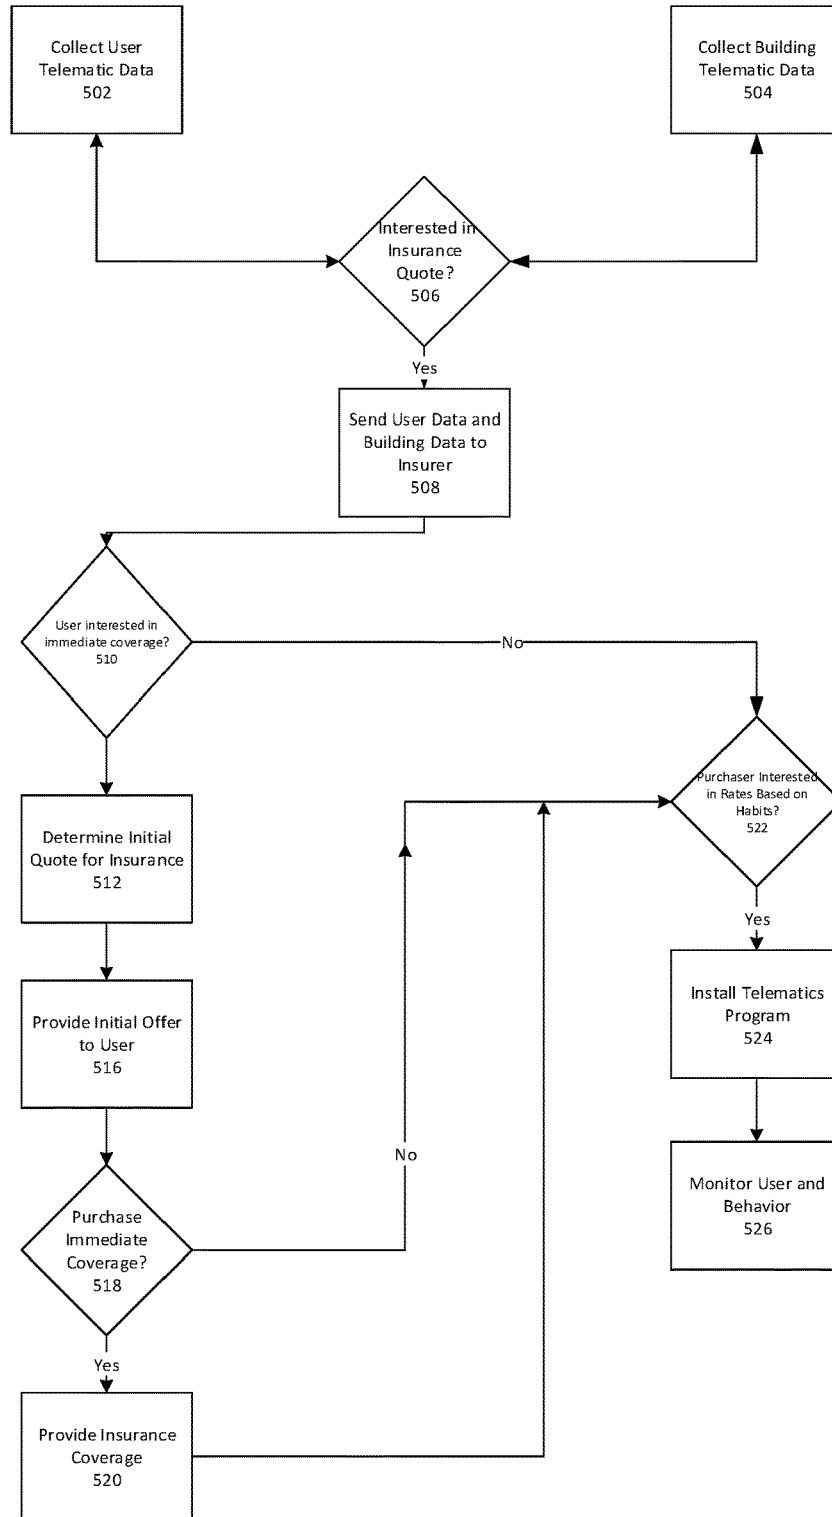 Collect User
Telematic Data
502
Collect Building
Telematic Data
504
Interested in
Insurance
Quote?
506
Yes
Send User Data and
Building Data to
Insurer
508
User interested in
immediate coverage?
510
No
Purchaser Interested
in Rates Based on
Habits?
522
Determine Initial
Quote for Insurance
512
Yes
Install Telematics
Program
524
Provide Initial Offer
to User
516
No
Monitor User and
Behavior
526
Purchase
Immediate
Coverage?
518
Yes
Provide Insurance
Coverage
520